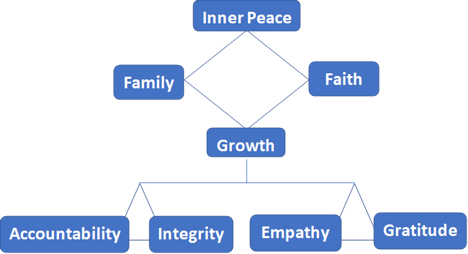 Inner Peace
Family
Faith
Growth
Accountability
Integrity
Empathy
Gratitude